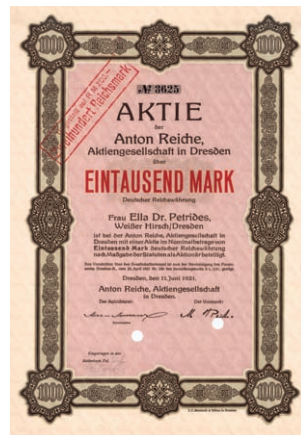 1000
1000
№ 3625
AKTIE
der
Anton Reiche,
Aktiengesellschaft in Dresden
über
EINTAUSEND MARK
Deutscher Reichswährung
Frau Ella Dr. Petrides,
Weißer Hirsch/Dresden
ist bei der Anton Reiche, Aktiengesellschaft in
Dresden mit einer Aktie im Nominalbetrage von
Eintausend Mark deutscher Reichswährung
nach Maßgabe der Statuten als Aktionär beteiligt.
Dresden, den 11. Juni 1921.
Anton Reiche, Aktiengesellschaft
in Dresden.
Der Aufsichtsrat:
Der Vorstand:
Eingetragen in das
1000
1000